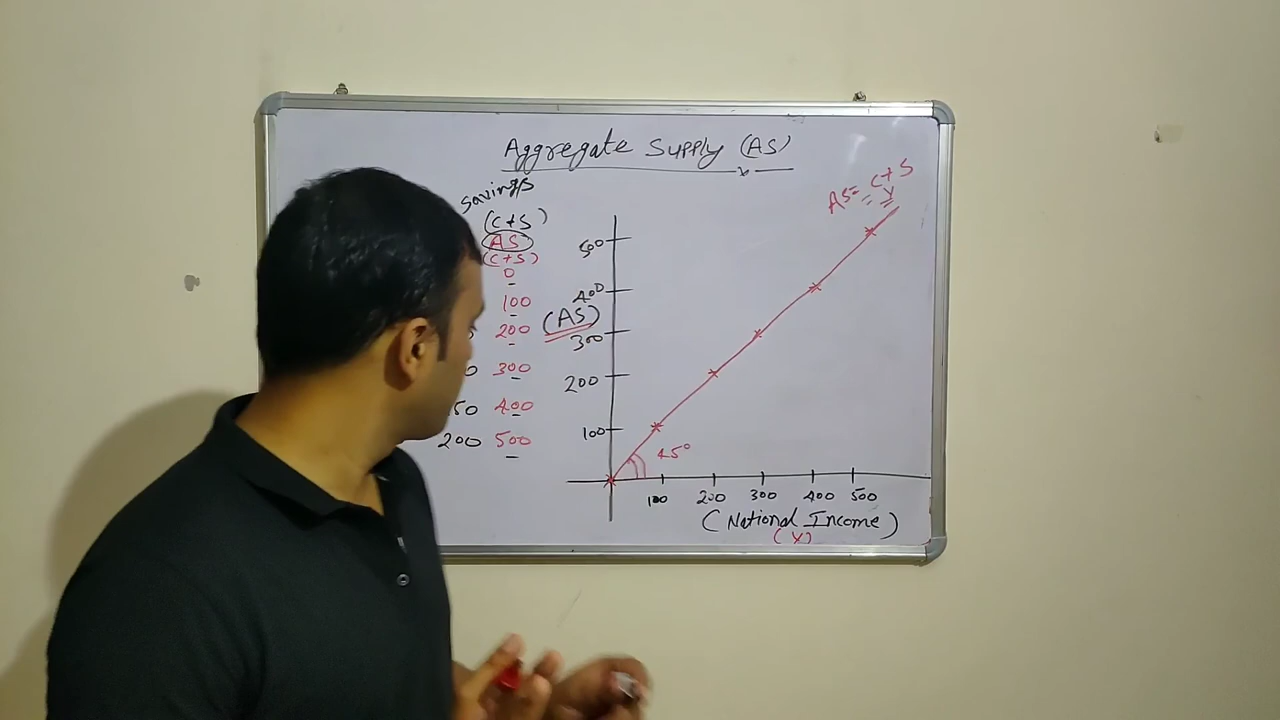 Aggregate Supply (AS)
Savings
(C+S)
AS
(C+S)
0
100
200
0 300
50 400
200 500
AS = C+S
= Y
500
400
(AS)
300
200
100
45°
100 200 300 400 500
(National Income)
(Y)